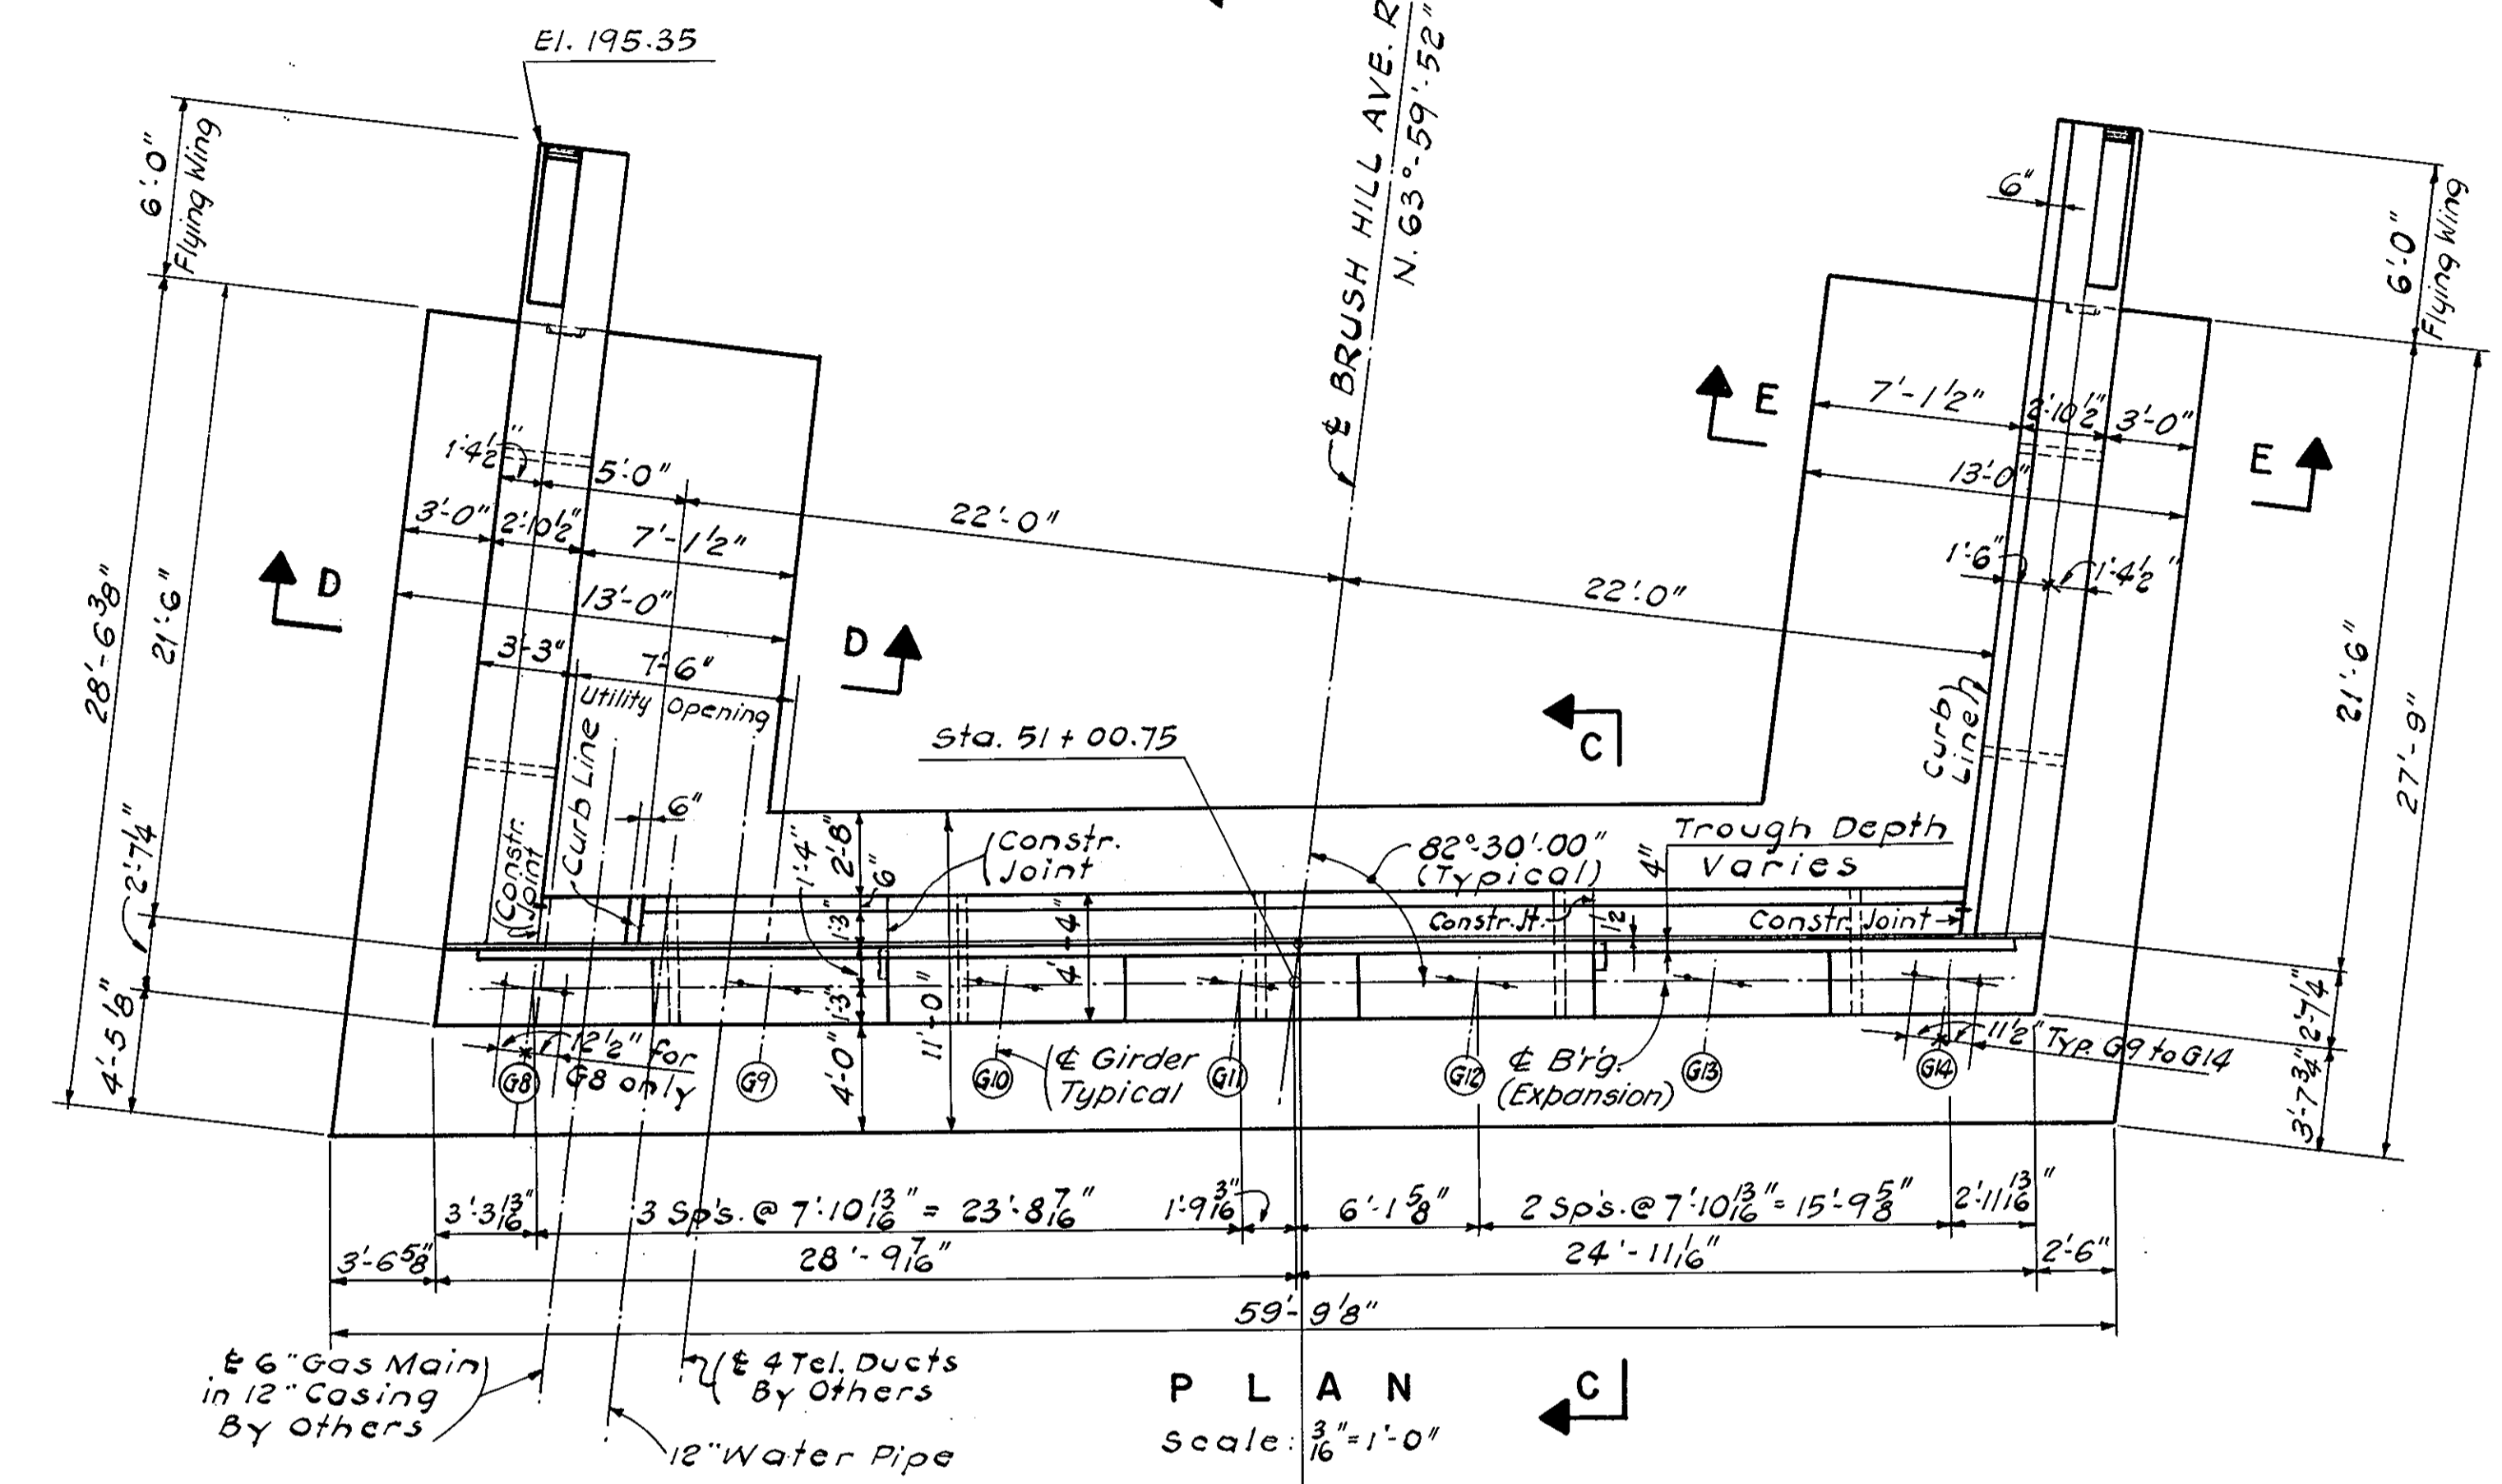 El. 195.35
6'-0"
Flying Wing
₵ BRUSH HILL AVE. R
N. 63°-59'-52"
6"
6'-0"
Flying Wing
E
E
7'-1 1/2"
2'-10 1/2"
3'-0"
13'-0"
1'-4 1/2"
5'-0"
22'-0"
3'-0"
2'-10 1/2"
7'-1 1/2"
D
13'-0"
22'-0"
1'-6"
1'-4 1/2"
28'-6 3/8"
21'-6"
3'-3"
7'-6"
Utility Opening
D
21'-6"
27'-9"
Sta. 51 + 00.75
C
Curb
Line
Constr.
Joint
Curb Line
6"
1'-4"
2'-8"
6"
Constr.
Joint
82°-30'-00"
(Typical)
4"
Trough Depth
Varies
2'-7 1/4"
1'-3"
4"
Constr. Jt.
1/2
Constr. Joint
4'-5 1/8"
1'-3"
4'
11'-0"
4'-0"
12 1/2" for
G8 only
G8
G9
G10
₵ Girder
Typical
G11
G12
₵ B'r'g.
(Expansion)
G13
G14
11 1/2" Typ. G9 to G14
2'-7 1/4"
3'-7 3/4"
3'-3 13/16"
3 Sp's. @ 7'-10 13/16" = 23'-8 7/16"
1'-9 3/16"
6'-1 5/8"
2 Sp's. @ 7'-10 13/16" = 15'-9 5/8"
2'-11 13/16"
3'-6 5/8"
28'-9 7/16"
24'-11 1/16"
2'-6"
59'-9 1/8"
₵ 6" Gas Main
in 12" Casing
By Others
₵ 4 Tel. Ducts
By Others
12" Water Pipe
PLAN
Scale: 3/16" = 1'-0"
C